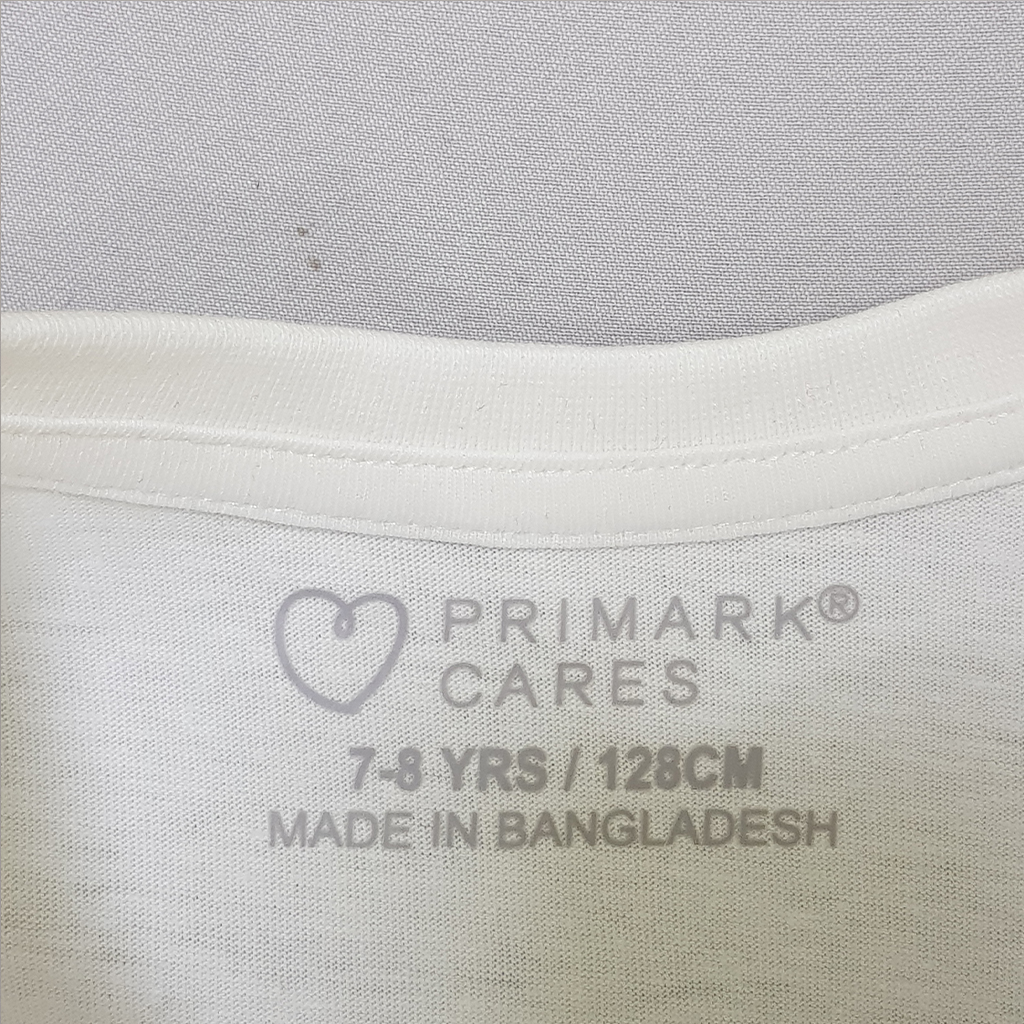 PRIMARK®
CARES
7-8 YRS / 128CM
MADE IN BANGLADESH